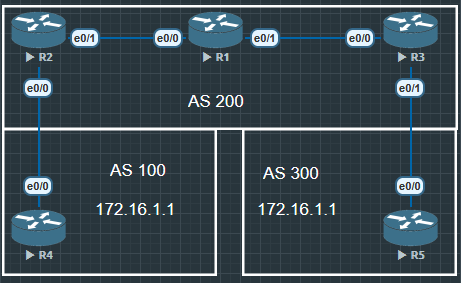 e0/1 e0/0 e0/1 e0/0
R2 R1 R3
e0/0 e0/1
AS 200
AS 100 AS 300
e0/0 e0/0
172.16.1.1 172.16.1.1
R4 R5